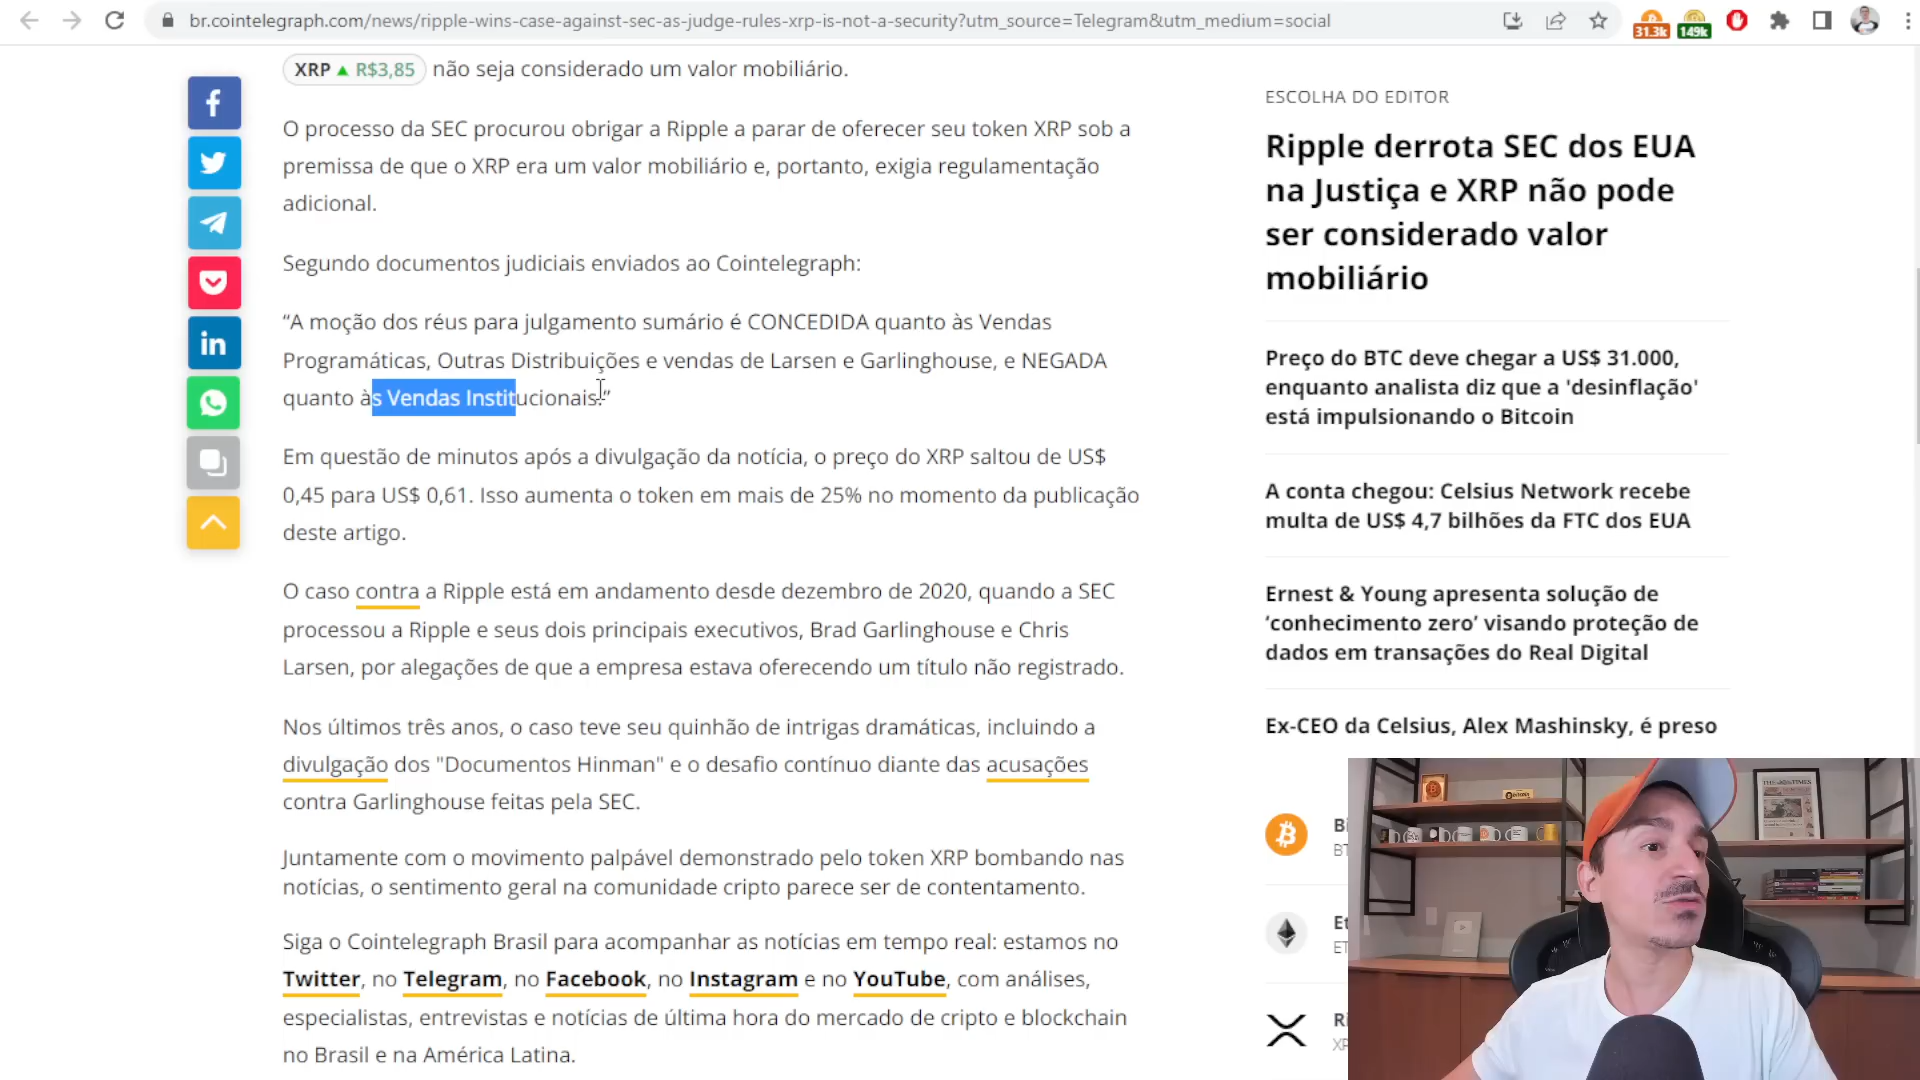 br.cointelegraph.com/news/ripple-wins-case-against-sec-as-judge-rules-xrp-is-not-a-security?utm_source=Telegram&utm_medium=social
31.3k
149k
XRP ▲ R$3,85 não seja considerado um valor mobiliário.
O processo da SEC procurou obrigar a Ripple a parar de oferecer seu token XRP sob a
premissa de que o XRP era um valor mobiliário e, portanto, exigia regulamentação
adicional.
Segundo documentos judiciais enviados ao Cointelegraph:
“A moção dos réus para julgamento sumário é CONCEDIDA quanto às Vendas
Programáticas, Outras Distribuições e vendas de Larsen e Garlinghouse, e NEGADA
quanto às Vendas Institucionais.”
Em questão de minutos após a divulgação da notícia, o preço do XRP saltou de US$
0,45 para US$ 0,61. Isso aumenta o token em mais de 25% no momento da publicação
deste artigo.
O caso contra a Ripple está em andamento desde dezembro de 2020, quando a SEC
processou a Ripple e seus dois principais executivos, Brad Garlinghouse e Chris
Larsen, por alegações de que a empresa estava oferecendo um título não registrado.
Nos últimos três anos, o caso teve seu quinhão de intrigas dramáticas, incluindo a
divulgação dos "Documentos Hinman" e o desafio contínuo diante das acusações
contra Garlinghouse feitas pela SEC.
Juntamente com o movimento palpável demonstrado pelo token XRP bombando nas
notícias, o sentimento geral na comunidade cripto parece ser de contentamento.
Siga o Cointelegraph Brasil para acompanhar as notícias em tempo real: estamos no
Twitter, no Telegram, no Facebook, no Instagram e no YouTube, com análises,
especialistas, entrevistas e notícias de última hora do mercado de cripto e blockchain
no Brasil e na América Latina.
ESCOLHA DO EDITOR
Ripple derrota SEC dos EUA
na Justiça e XRP não pode
ser considerado valor
mobiliário
Preço do BTC deve chegar a US$ 31.000,
enquanto analista diz que a 'desinflação'
está impulsionando o Bitcoin
A conta chegou: Celsius Network recebe
multa de US$ 4,7 bilhões da FTC dos EUA
Ernest & Young apresenta solução de
‘conhecimento zero’ visando proteção de
dados em transações do Real Digital
Ex-CEO da Celsius, Alex Mashinsky, é preso